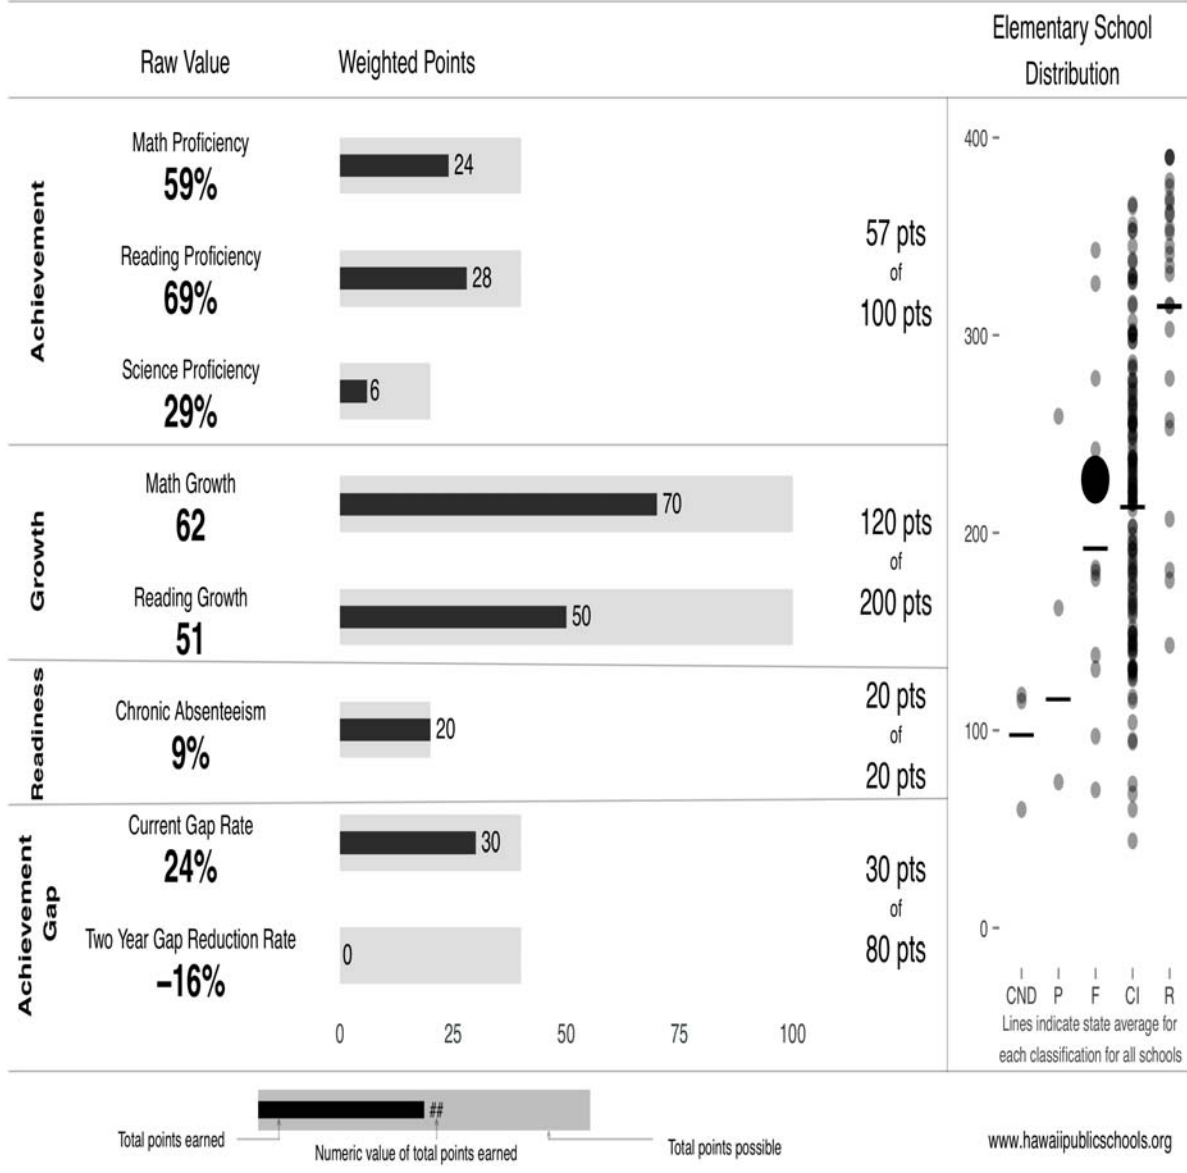 Raw Value
Weighted Points
Elementary School
Distribution
Achievement
Math Proficiency
59%
24
Reading Proficiency
69%
28
Science Proficiency
29%
6
57 pts
of
100 pts
Growth
Math Growth
62
70
Reading Growth
51
50
120 pts
of
200 pts
Readiness
Chronic Absenteeism
9%
20
20 pts
of
20 pts
Achievement
Gap
Current Gap Rate
24%
30
Two Year Gap Reduction Rate
−16%
0
30 pts
of
80 pts
0 25 50 75 100
400
300
200
100
0
CND P F CI R
Lines indicate state average for
each classification for all schools
##
Total points earned
Numeric value of total points earned
Total points possible
www.hawaiipublicschools.org